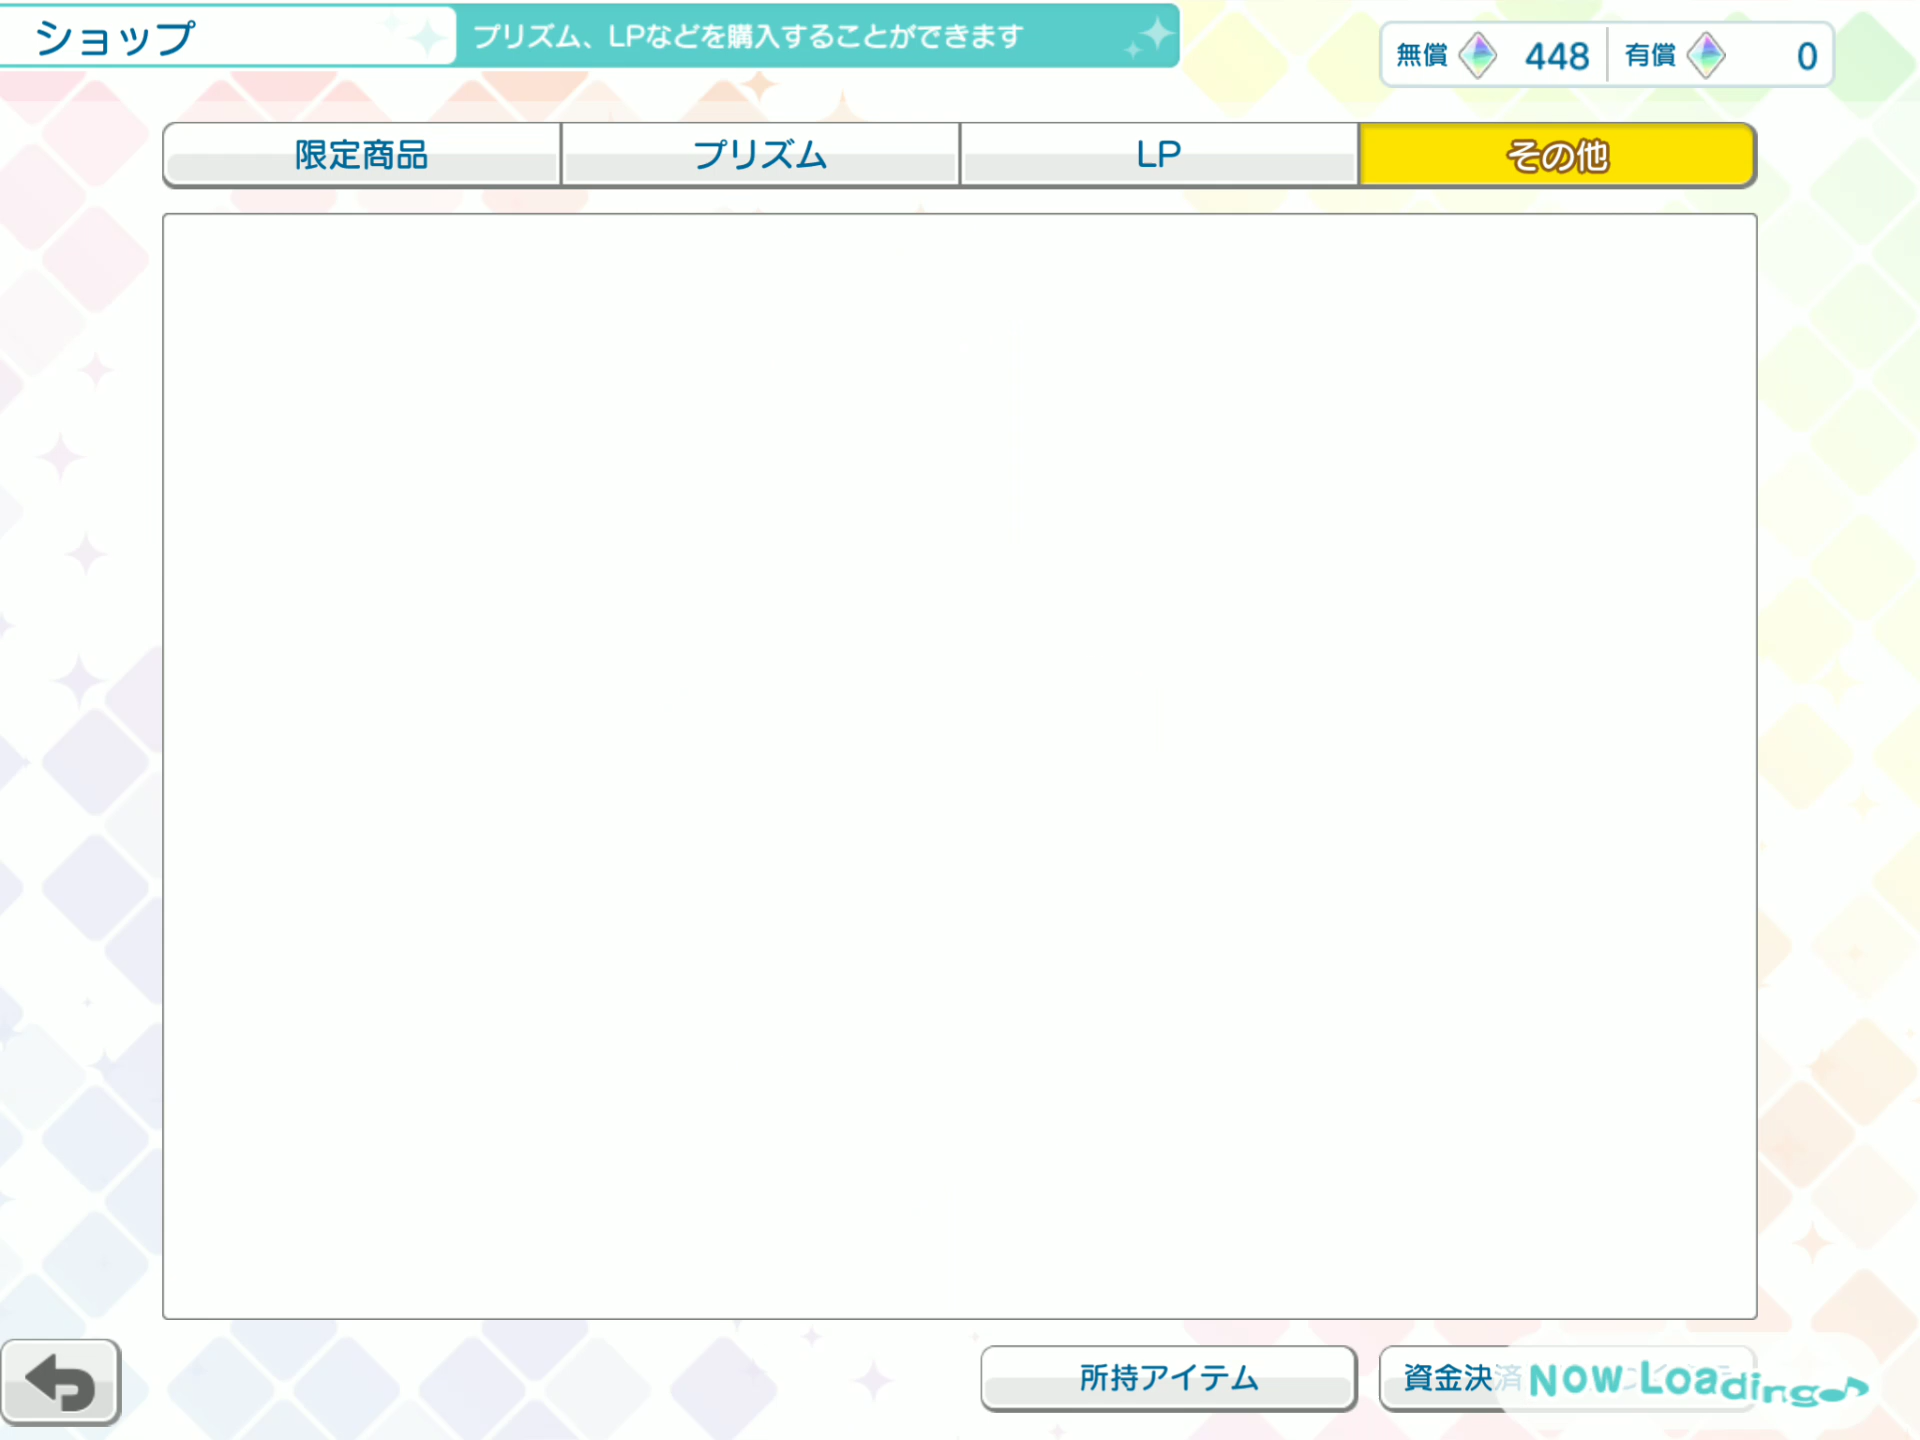 ショップ
プリズム、LPなどを購入することができます
無償 448 有償 0
限定商品
プリズム
LP
その他
所持アイテム
資金決済
Now Loading